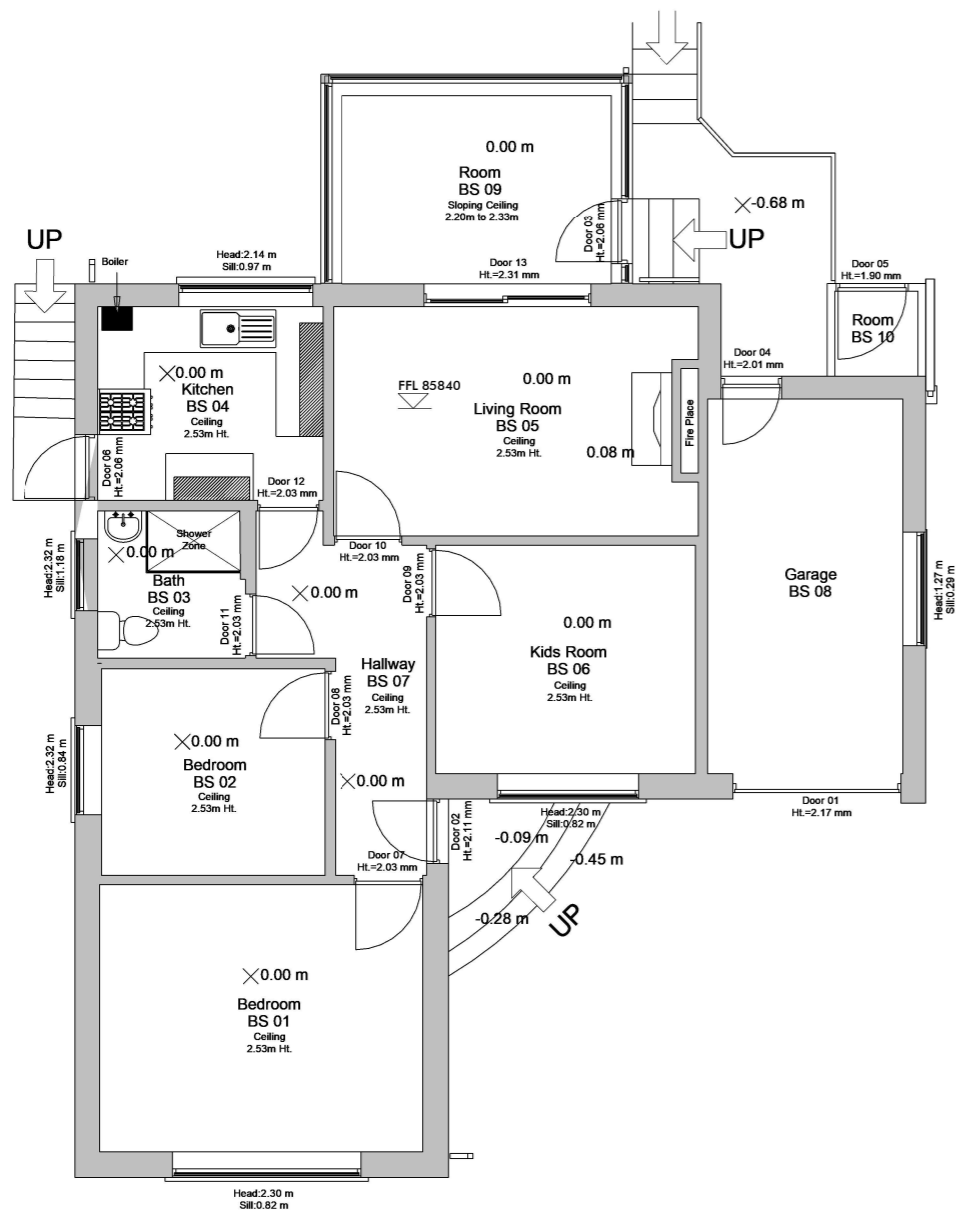 0.00 m
Room
BS 09
Sloping Ceiling
2.20m to 2.33m
Door 03
Ht.=2.06 mm
-0.68 m
UP
UP
Boiler
Head:2.14 m
Sill:0.97 m
Door 13
Ht.=2.31 mm
Door 05
Ht.=1.90 mm
Room
BS 10
Door 04
Ht.=2.01 mm
0.00 m
Kitchen
BS 04
Ceiling
2.53m Ht.
FFL 85840
0.00 m
Living Room
BS 05
Ceiling
2.53m Ht.
0.08 m
Fire Place
Door 06
Ht.=2.06 mm
Door 12
Ht.=2.03 mm
Head:2.32 m
Sill:1.18 m
Shower
Zone
0.00 m
Bath
BS 03
Ceiling
2.53m Ht.
Door 11
Ht.=2.03 mm
0.00 m
Door 10
Ht.=2.03 mm
Door 09
Ht.=2.03 mm
0.00 m
Kids Room
BS 06
Ceiling
2.53m Ht.
Garage
BS 08
Head:1.27 m
Sill:0.29 m
Hallway
BS 07
Ceiling
2.53m Ht.
Door 08
Ht.=2.03 mm
Head:2.32 m
Sill:0.84 m
0.00 m
Bedroom
BS 02
Ceiling
2.53m Ht.
0.00 m
Door 02
Ht.=2.11 mm
Head:2.30 m
Sill:0.82 m
Door 01
Ht.=2.17 mm
-0.09 m
-0.45 m
-0.28 m
UP
Door 07
Ht.=2.03 mm
0.00 m
Bedroom
BS 01
Ceiling
2.53m Ht.
Head:2.30 m
Sill:0.82 m